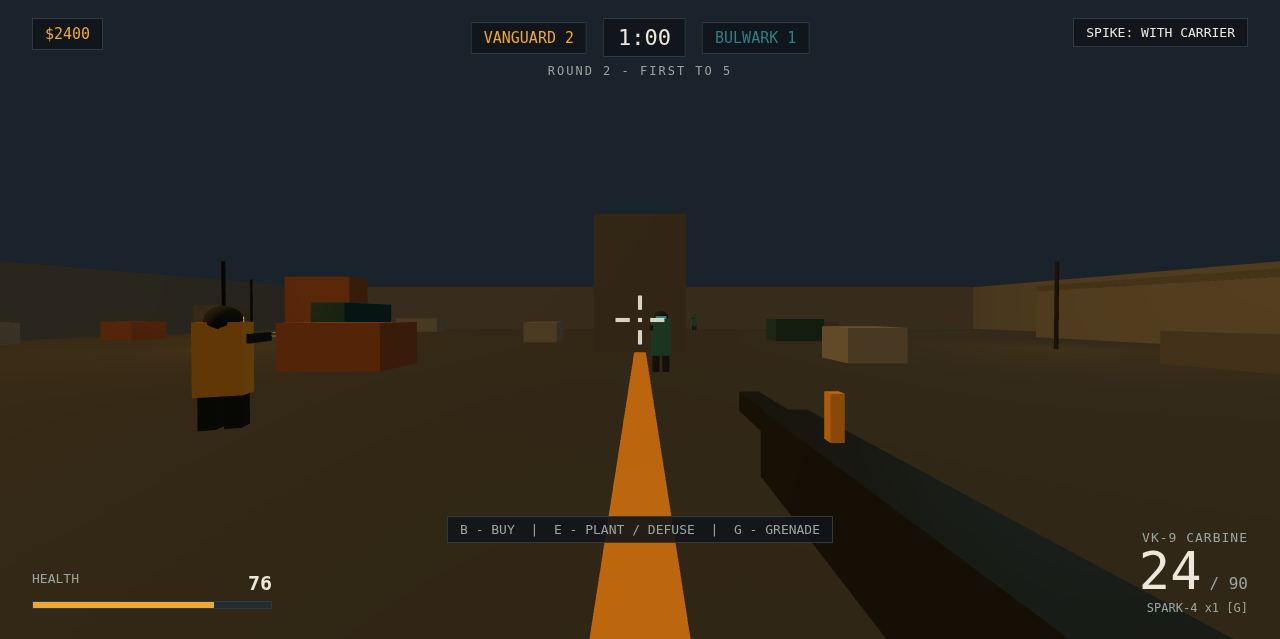 $2400
VANGUARD 2
1:00
BULWARK 1
SPIKE: WITH CARRIER
ROUND 2 - FIRST TO 5
B - BUY | E - PLANT / DEFUSE | G - GRENADE
HEALTH 76
VK-9 CARBINE
24 / 90
SPARK-4 x1 [G]